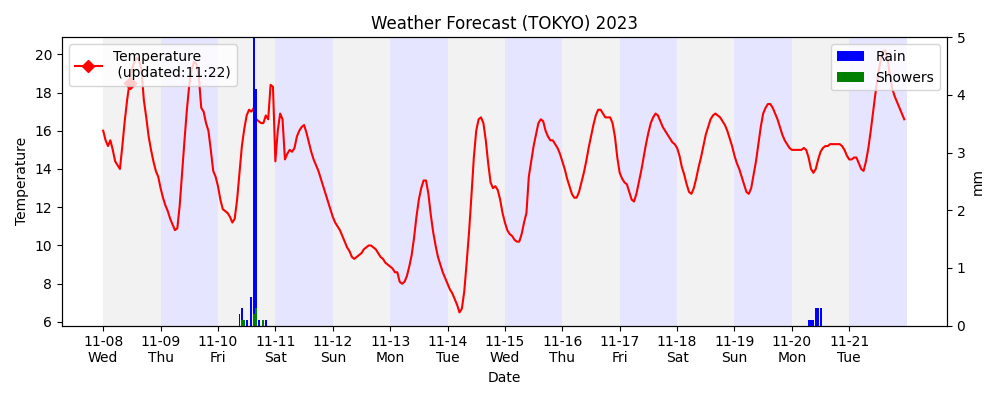 Weather Forecast (TOKYO) 2023
Temperature
(updated:11:22)
Rain
Showers
Temperature
20
18
16
14
12
10
8
6
5
4
3
2
1
0
mm
11-08 11-09 11-10 11-11 11-12 11-13 11-14 11-15 11-16 11-17 11-18 11-19 11-20 11-21
Wed Thu Fri Sat Sun Mon Tue Wed Thu Fri Sat Sun Mon Tue
Date